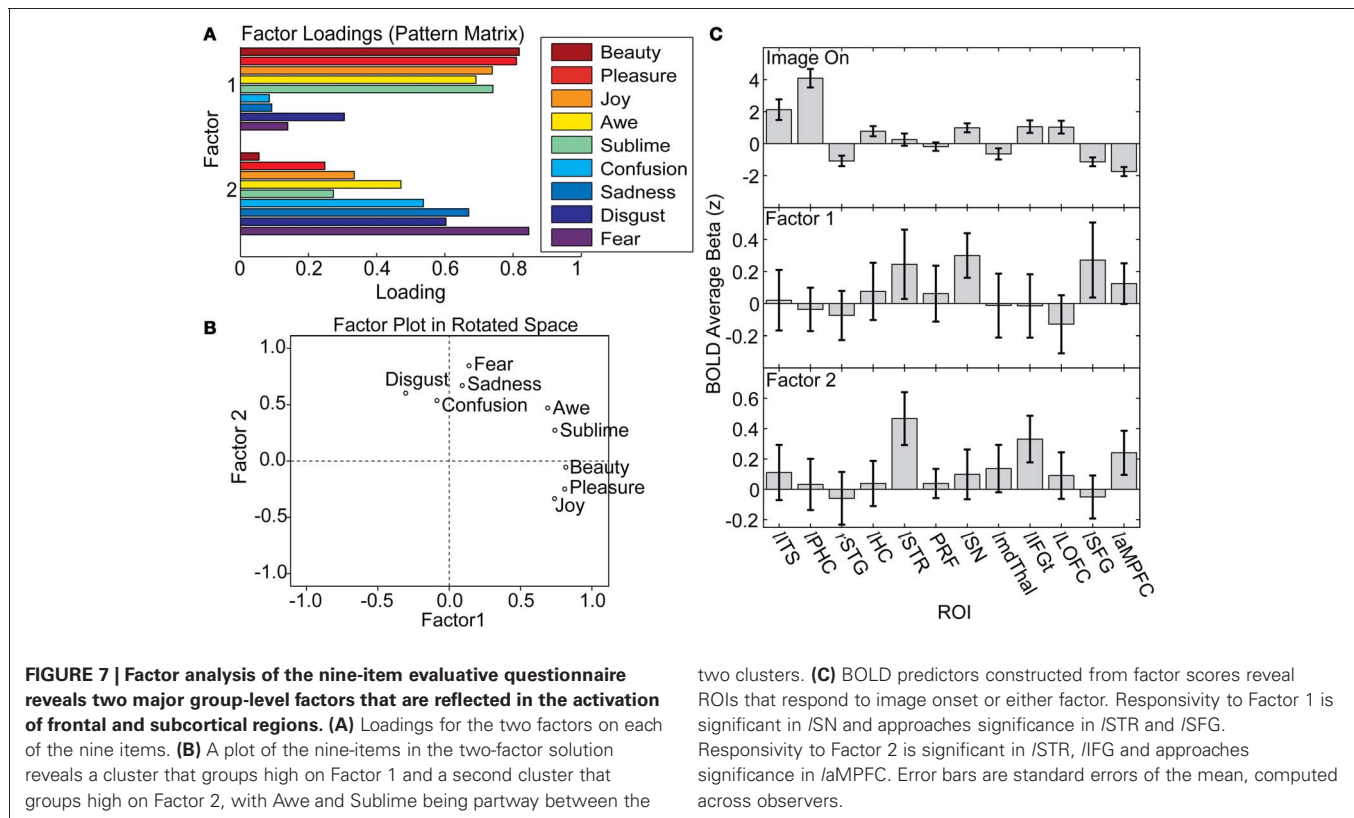 A
Factor Loadings (Pattern Matrix)
Factor
1
2
0 0.2 0.4 0.6 0.8 1
Loading
Beauty
Pleasure
Joy
Awe
Sublime
Confusion
Sadness
Disgust
Fear
B
Factor Plot in Rotated Space
Factor 2
1.0
0.5
0.0
-0.5
-1.0
Disgust
Fear
Sadness
Confusion
Awe
Sublime
Beauty
Pleasure
Joy
-1.0 -0.5 0.0 0.5 1.0
Factor1
C
BOLD Average Beta (z)
Image On
4
2
0
-2
Factor 1
0.4
0.2
0
-0.2
Factor 2
0.6
0.4
0.2
0
-0.2
lITS lPHC rSTG lHC lSTR PRF lSN lmdThal lIFGt lLOFC lSFG laMPFC
ROI
FIGURE 7 | Factor analysis of the nine-item evaluative questionnaire
reveals two major group-level factors that are reflected in the activation
of frontal and subcortical regions. (A) Loadings for the two factors on each
of the nine items. (B) A plot of the nine-items in the two-factor solution
reveals a cluster that groups high on Factor 1 and a second cluster that
groups high on Factor 2, with Awe and Sublime being partway between the
two clusters. (C) BOLD predictors constructed from factor scores reveal
ROIs that respond to image onset or either factor. Responsivity to Factor 1 is
significant in lSN and approaches significance in lSTR and lSFG.
Responsivity to Factor 2 is significant in lSTR, lIFG and approaches
significance in laMPFC. Error bars are standard errors of the mean, computed
across observers.